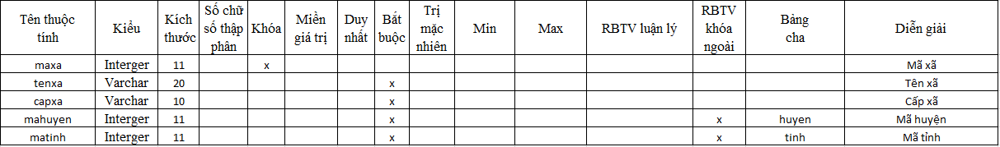 Tên thuộc tính Kiểu Kích thước Số chữ số thập phân Khóa Miền giá trị Duy nhất Bắt buộc Trị mặc nhiên Min Max RBTV luận lý RBTV khóa ngoài Bảng cha Diễn giải
maxa Interger 11 x Mã xã
tenxa Varchar 20 x Tên xã
capxa Varchar 10 x Cấp xã
mahuyen Interger 11 x x huyen Mã huyện
matinh Interger 11 x x tinh Mã tỉnh